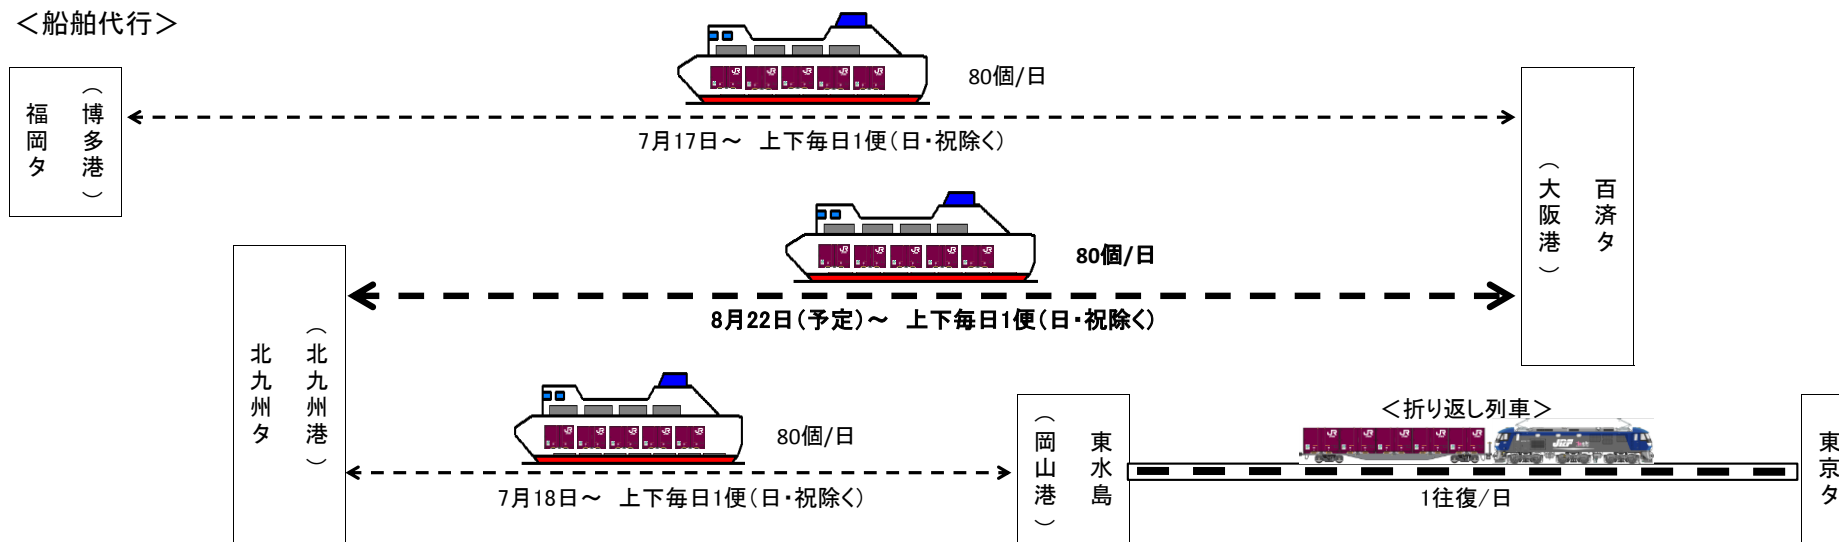 ＜船舶代行＞
福岡タ
（博多港）
80個/日
7月17日～　上下毎日1便（日・祝除く）
百済タ
（大阪港）
80個/日
8月22日（予定）～　上下毎日1便（日・祝除く）
北九州タ
（北九州港）
80個/日
7月18日～　上下毎日1便（日・祝除く）
東水島
（岡山港）
＜折り返し列車＞
1往復/日
東京タ